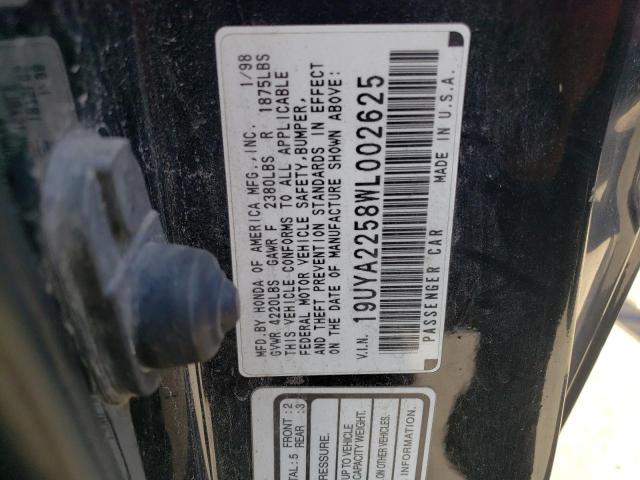 MFD.BY HONDA OF AMERICA MFG.,INC. 1/98
GVWR 4220LBS GAWR F 2380LBS R 1875LBS
THIS VEHICLE CONFORMS TO ALL APPLICABLE
FEDERAL MOTOR VEHICLE SAFETY,BUMPER,
AND THEFT PREVENTION STANDARDS IN EFFECT
ON THE DATE OF MANUFACTURE SHOWN ABOVE:
V.I.N. 19UYA2258WL002625
PASSENGER CAR MADE IN U.S.A.
TAL:5 FRONT :2
REAR :3
RESSURE.
UP TO VEHICLE
CAPACITY WEIGHT.
ON OTHER VEHICLES.
INFORMATION.